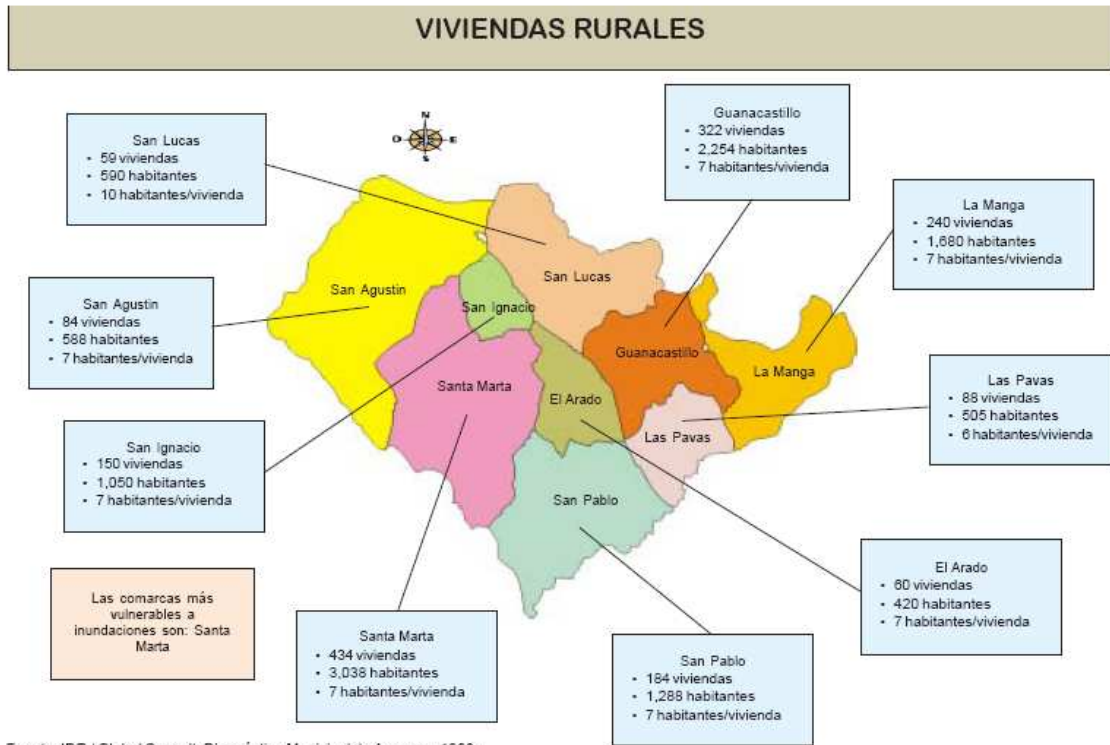 VIVIENDAS RURALES
San Lucas
- 59 viviendas
- 590 habitantes
- 10 habitantes/vivienda
N
O E
S
Guanacastillo
- 322 viviendas
- 2,254 habitantes
- 7 habitantes/vivienda
La Manga
- 240 viviendas
- 1,680 habitantes
- 7 habitantes/vivienda
San Agustin
- 84 viviendas
- 588 habitantes
- 7 habitantes/vivienda
San Lucas
San Agustin
San Ignacio
Guanacastillo
La Manga
Santa Marta
El Arado
Las Pavas
San Pablo
Las Pavas
- 88 viviendas
- 505 habitantes
- 6 habitantes/vivienda
San Ignacio
- 150 viviendas
- 1,050 habitantes
- 7 habitantes/vivienda
El Arado
- 60 viviendas
- 420 habitantes
- 7 habitantes/vivienda
Las comarcas más
vulnerables a
inundaciones son: Santa
Marta
Santa Marta
- 434 viviendas
- 3,038 habitantes
- 7 habitantes/vivienda
San Pablo
- 184 viviendas
- 1,288 habitantes
- 7 habitantes/vivienda